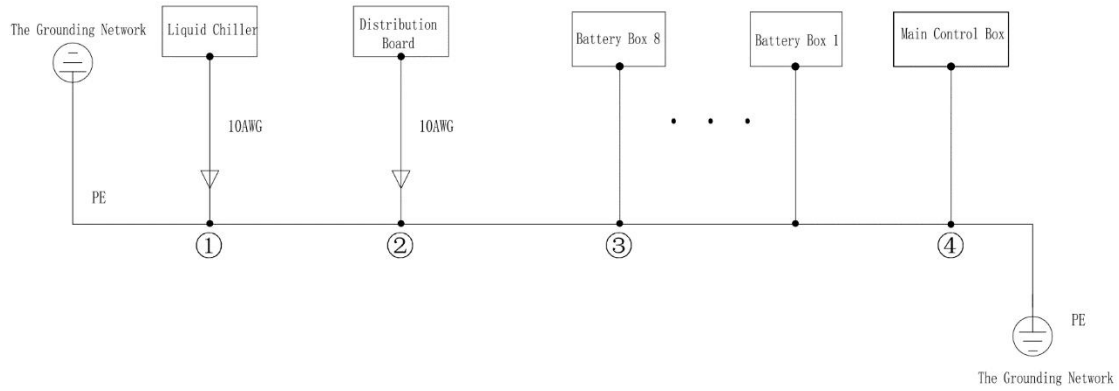 The Grounding Network
Liquid Chiller
Distribution
Board
Battery Box 8
Battery Box 1
Main Control Box
10AWG
10AWG
PE
①
②
③
④
PE
The Grounding Network